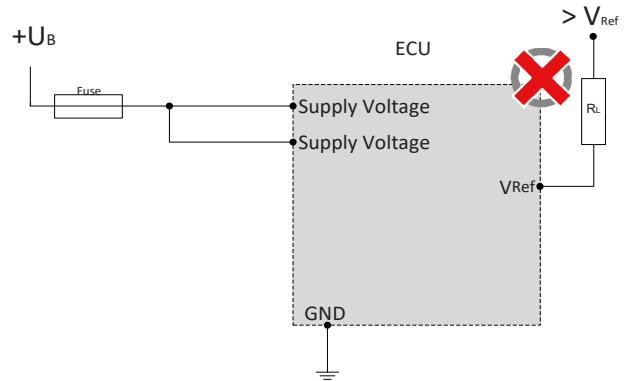 > VRef
+UB
ECU
Fuse
RL
Supply Voltage
Supply Voltage
VRef
GND